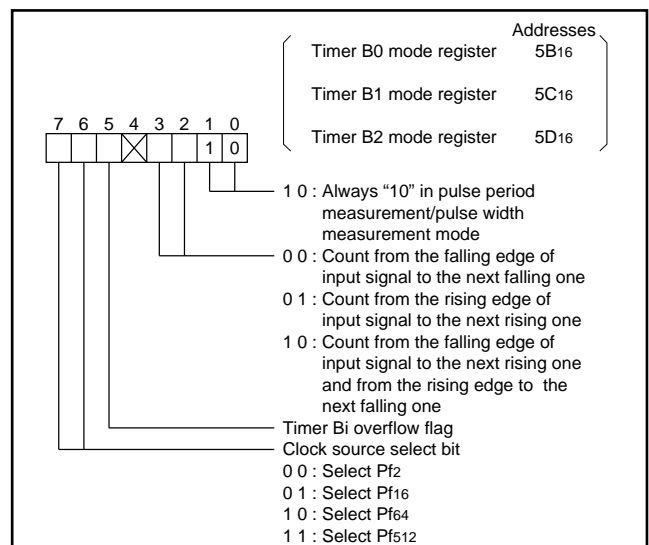 Addresses
Timer B0 mode register 5B16
Timer B1 mode register 5C16
Timer B2 mode register 5D16
7 6 5 4 3 2 1 0
1 0
1 0 : Always “10” in pulse period
measurement/pulse width
measurement mode
0 0 : Count from the falling edge of
input signal to the next falling one
0 1 : Count from the rising edge of
input signal to the next rising one
1 0 : Count from the falling edge of
input signal to the next rising one
and from the rising edge to the
next falling one
Timer Bi overflow flag
Clock source select bit
0 0 : Select Pf2
0 1 : Select Pf16
1 0 : Select Pf64
1 1 : Select Pf512